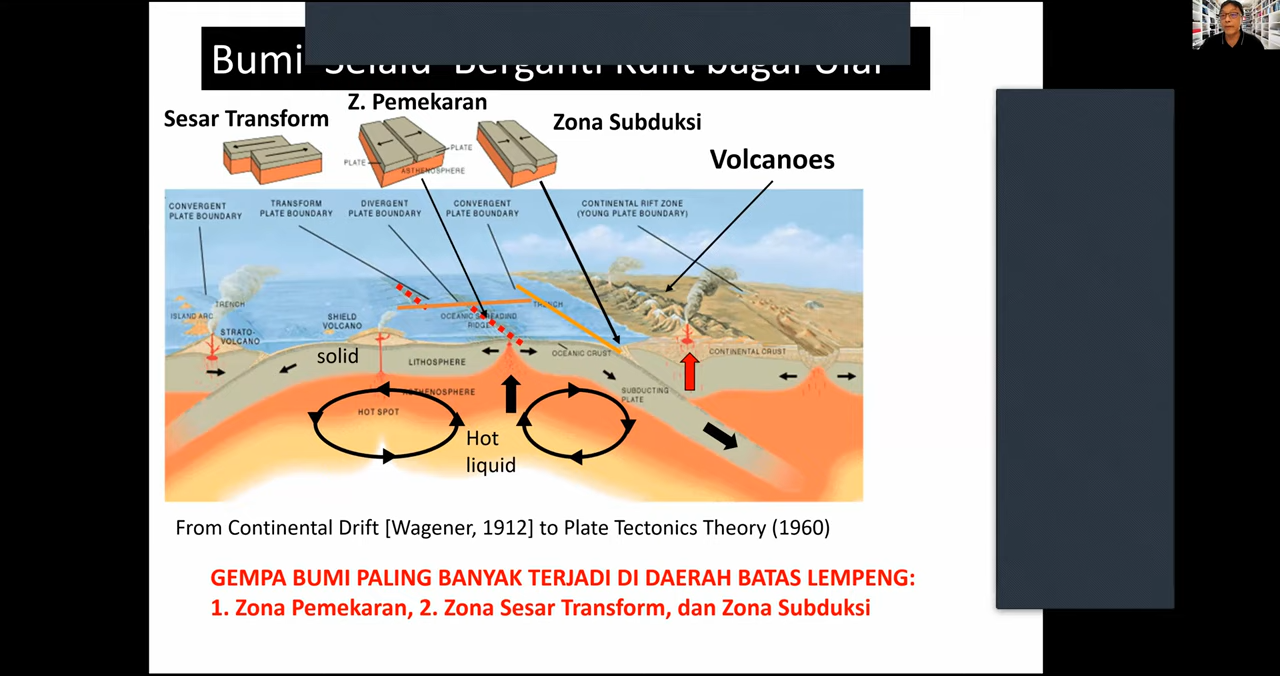 Bumi Selalu Berganti Kulit bagai Ular
Sesar Transform
Z. Pemekaran
Zona Subduksi
Volcanoes
PLATE
PLATE
ASTHENOSPHERE
CONVERGENT
PLATE BOUNDARY
TRANSFORM
PLATE BOUNDARY
DIVERGENT
PLATE BOUNDARY
CONVERGENT
PLATE BOUNDARY
CONTINENTAL RIFT ZONE
(YOUNG PLATE BOUNDARY)
TRENCH
ISLAND ARC
STRATO-
VOLCANO
SHIELD
VOLCANO
OCEANIC SPREADING
RIDGE
TRENCH
solid
LITHOSPHERE
OCEANIC CRUST
CONTINENTAL CRUST
ASTHENOSPHERE
SUBDUCTING
PLATE
HOT SPOT
Hot
liquid
From Continental Drift [Wagener, 1912] to Plate Tectonics Theory (1960)
GEMPA BUMI PALING BANYAK TERJADI DI DAERAH BATAS LEMPENG:
1. Zona Pemekaran, 2. Zona Sesar Transform, dan Zona Subduksi